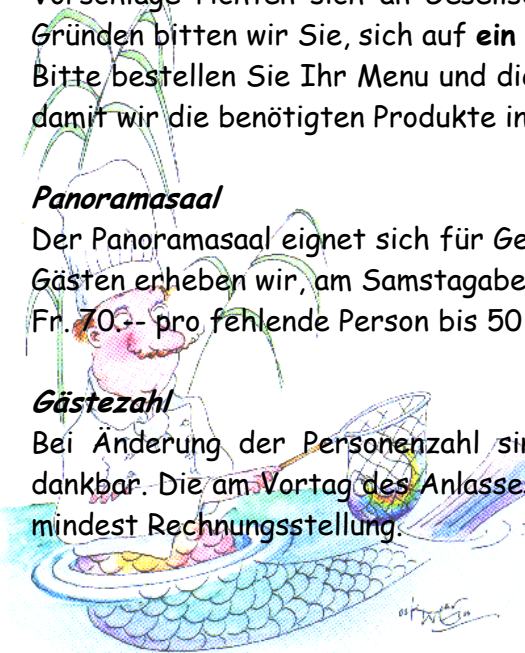 Gründen bitten wir Sie, sich auf ein
Bitte bestellen Sie Ihr Menu und die
damit wir die benötigten Produkte in
Panoramasaal
Der Panoramasaal eignet sich für Ge
Gästen erheben wir, am Samstagabe
Fr. 70.-- pro fehlende Person bis 50
Gästezahl
Bei Änderung der Personenzahl sin
dankbar. Die am Vortag des Anlasse
mindest Rechnungsstellung.